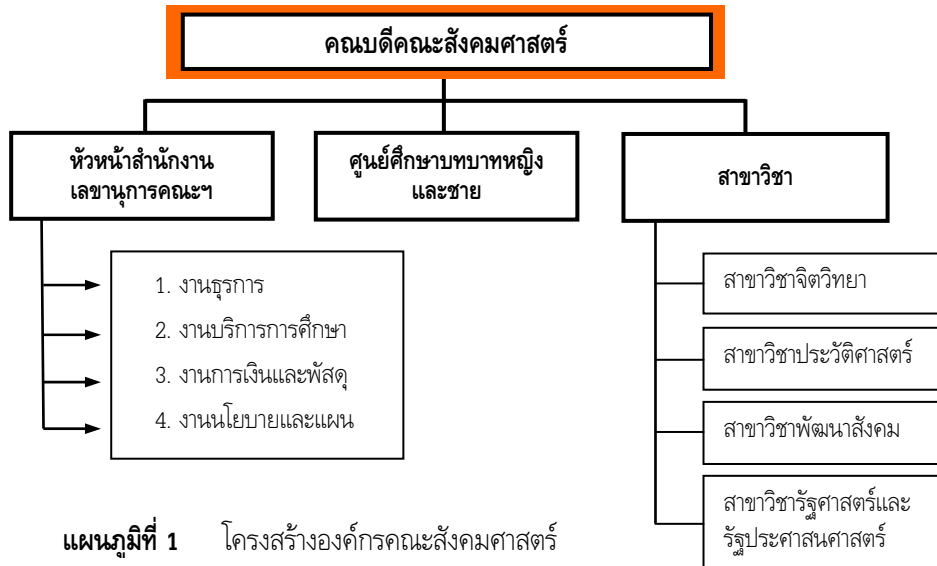 คณบดีคณะสังคมศาสตร์
หัวหน้าสำนักงาน
เลขานุการคณะฯ
ศูนย์ศึกษาบทบาทหญิง
และชาย
สาขาวิชา
1. งานธุรการ
2. งานบริการการศึกษา
3. งานการเงินและพัสดุ
4. งานนโยบายและแผน
สาขาวิชาจิตวิทยา
สาขาวิชาประวัติศาสตร์
สาขาวิชาพัฒนาสังคม
สาขาวิชารัฐศาสตร์และ
รัฐประศาสนศาสตร์
แผนภูมิที่ 1 โครงสร้างองค์กรคณะสังคมศาสตร์